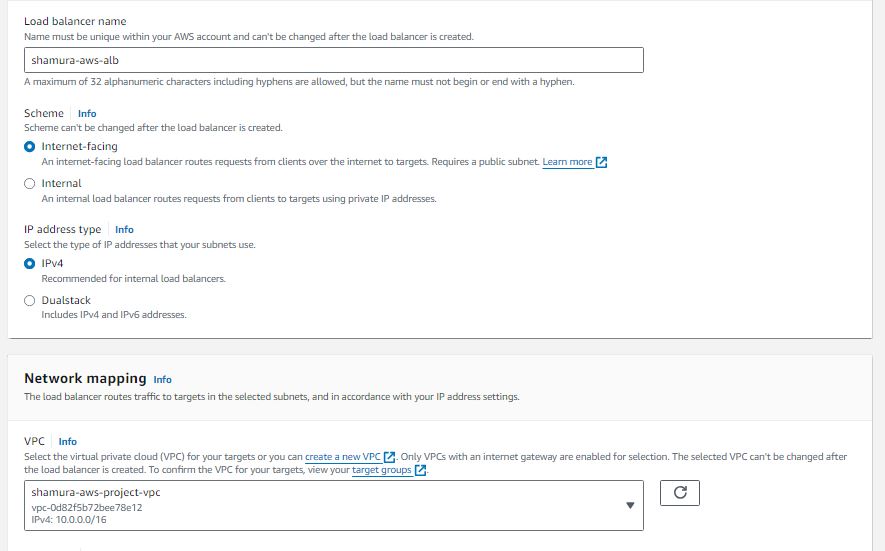 Load balancer name
Name must be unique within your AWS account and can't be changed after the load balancer is created.
shamura-aws-alb
A maximum of 32 alphanumeric characters including hyphens are allowed, but the name must not begin or end with a hyphen.
Scheme Info
Scheme can't be changed after the load balancer is created.
Internet-facing
An internet-facing load balancer routes requests from clients over the internet to targets. Requires a public subnet. Learn more
Internal
An internal load balancer routes requests from clients to targets using private IP addresses.
IP address type Info
Select the type of IP addresses that your subnets use.
IPv4
Recommended for internal load balancers.
Dualstack
Includes IPv4 and IPv6 addresses.
Network mapping Info
The load balancer routes traffic to targets in the selected subnets, and in accordance with your IP address settings.
VPC Info
Select the virtual private cloud (VPC) for your targets or you can create a new VPC. Only VPCs with an internet gateway are enabled for selection. The selected VPC can't be changed after
the load balancer is created. To confirm the VPC for your targets, view your target groups.
shamura-aws-project-vpc
vpc-0d82f5b72bee78e12
IPv4: 10.0.0.0/16